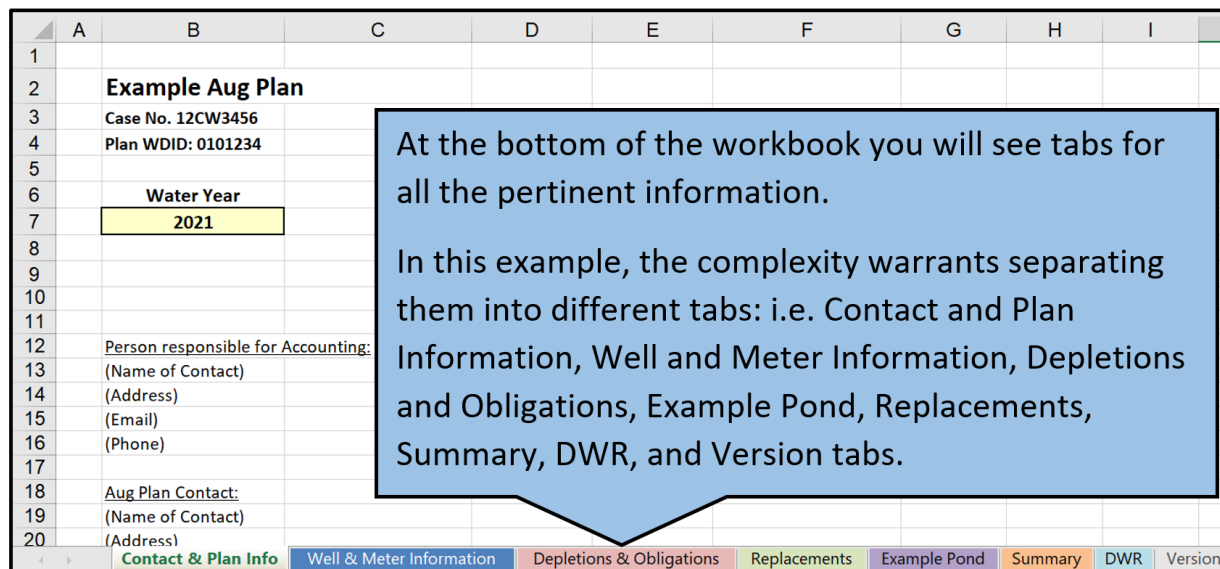 A B C D E F G H I
1
2 Example Aug Plan
3 Case No. 12CW3456
4 Plan WDID: 0101234
5
6 Water Year
7 2021
8
9
10
11
12 Person responsible for Accounting:
13 (Name of Contact)
14 (Address)
15 (Email)
16 (Phone)
17
18 Aug Plan Contact:
19 (Name of Contact)
20 (Address)
At the bottom of the workbook you will see tabs for
all the pertinent information.
In this example, the complexity warrants separating
them into different tabs: i.e. Contact and Plan
Information, Well and Meter Information, Depletions
and Obligations, Example Pond, Replacements,
Summary, DWR, and Version tabs.
Contact & Plan Info Well & Meter Information Depletions & Obligations Replacements Example Pond Summary DWR Version